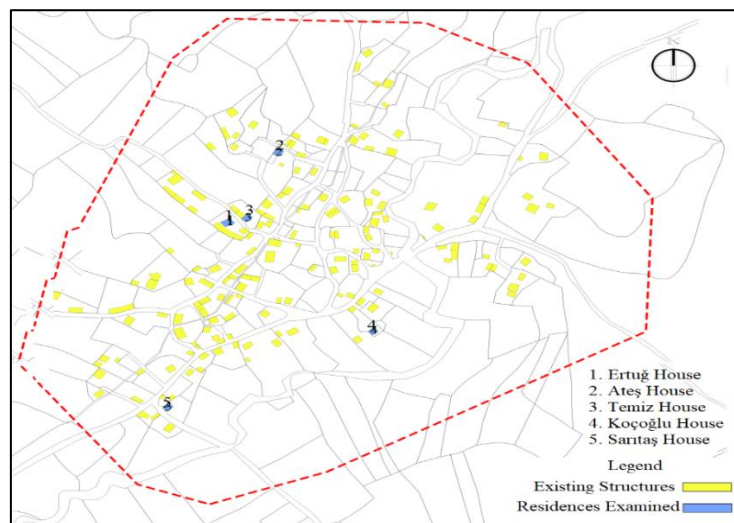 K
2
3
1
4
5
1. Ertuğ House
2. Ateş House
3. Temiz House
4. Koçoğlu House
5. Sarıtaş House
Legend
Existing Structures
Residences Examined